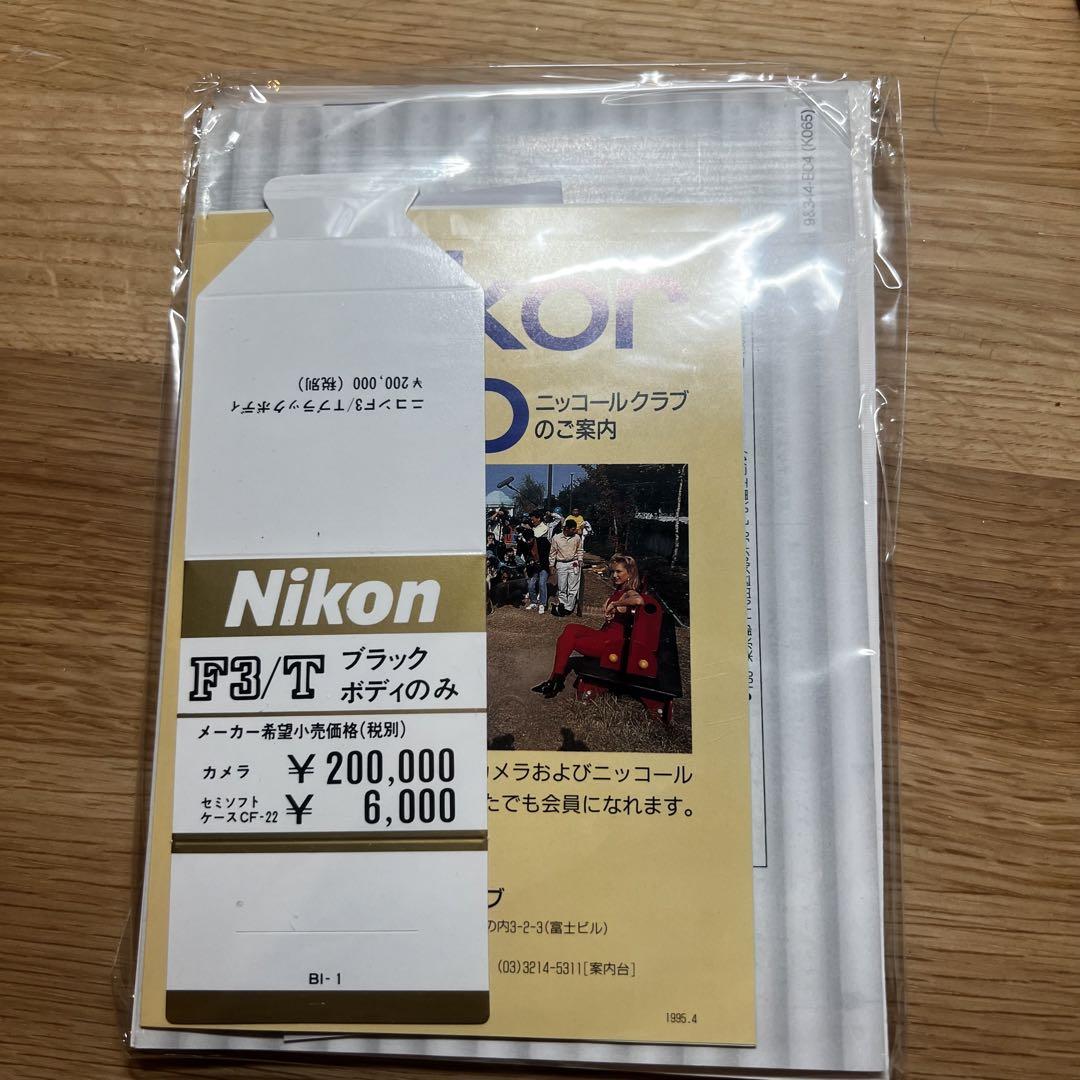 9&344-E04 (K065)
kor
ニッコールクラブ
のご案内
ニコンF3/Tブラックボディ
¥200,000 (税別)
Nikon
F3/T ブラック
ボディのみ
メーカー希望小売価格(税別)
カメラ ¥200,000
セミソフト
ケースCF-22 ¥ 6,000
BI-1
メラおよびニッコール
たでも会員になれます。
ブ
の内3-2-3(富士ビル)
(03)3214-5311[案内台]
1995.4